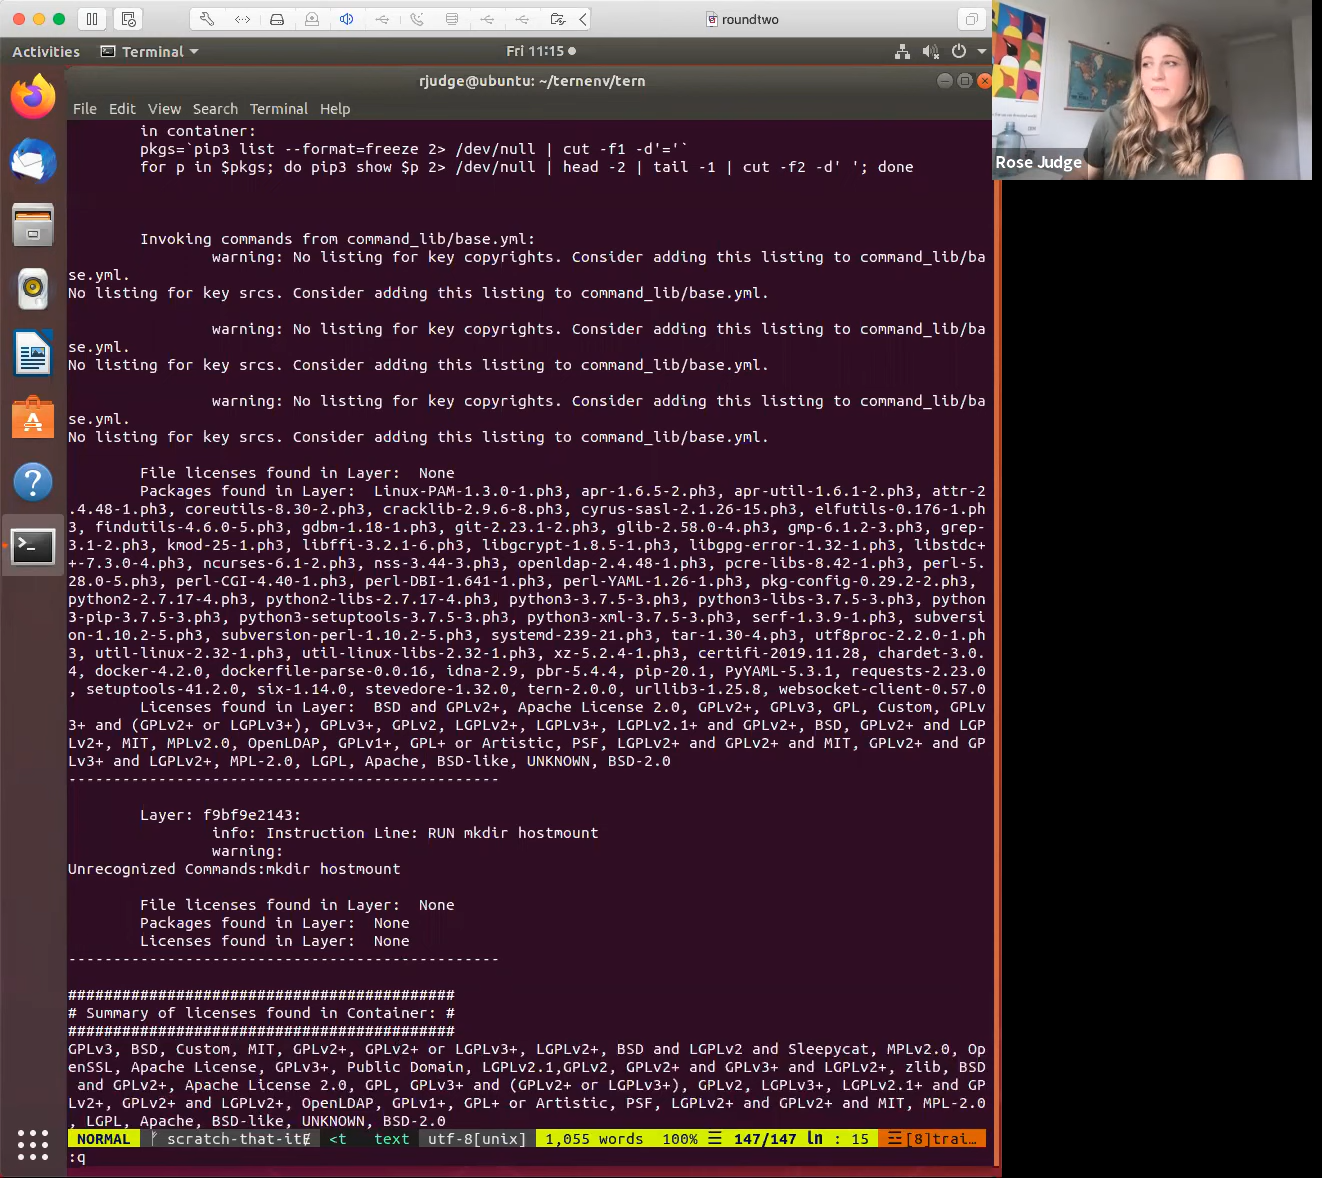 roundtwo
Activities
Terminal
Fri 11:15
rjudge@ubuntu: ~/ternenv/tern
File Edit View Search Terminal Help
Rose Judge
in container:
pkgs=`pip3 list --format=freeze 2> /dev/null | cut -f1 -d'='`
for p in $pkgs; do pip3 show $p 2> /dev/null | head -2 | tail -1 | cut -f2 -d' '; done
Invoking commands from command_lib/base.yml:
warning: No listing for key copyrights. Consider adding this listing to command_lib/ba
se.yml.
No listing for key srcs. Consider adding this listing to command_lib/base.yml.
warning: No listing for key copyrights. Consider adding this listing to command_lib/ba
se.yml.
No listing for key srcs. Consider adding this listing to command_lib/base.yml.
warning: No listing for key copyrights. Consider adding this listing to command_lib/ba
se.yml.
No listing for key srcs. Consider adding this listing to command_lib/base.yml.
File licenses found in Layer:  None
Packages found in Layer:  Linux-PAM-1.3.0-1.ph3, apr-1.6.5-2.ph3, apr-util-1.6.1-2.ph3, attr-2
.4.48-1.ph3, coreutils-8.30-2.ph3, cracklib-2.9.6-8.ph3, cyrus-sasl-2.1.26-15.ph3, elfutils-0.176-1.ph
3, findutils-4.6.0-5.ph3, gdbm-1.18-1.ph3, git-2.23.1-2.ph3, glib-2.58.0-4.ph3, gmp-6.1.2-3.ph3, grep-
3.1-2.ph3, kmod-25-1.ph3, libffi-3.2.1-6.ph3, libgcrypt-1.8.5-1.ph3, libgpg-error-1.32-1.ph3, libstdc+
+-7.3.0-4.ph3, ncurses-6.1-2.ph3, nss-3.44-3.ph3, openldap-2.4.48-1.ph3, pcre-libs-8.42-1.ph3, perl-5.
28.0-5.ph3, perl-CGI-4.40-1.ph3, perl-DBI-1.641-1.ph3, perl-YAML-1.26-1.ph3, pkg-config-0.29.2-2.ph3,
python2-2.7.17-4.ph3, python2-libs-2.7.17-4.ph3, python3-3.7.5-3.ph3, python3-libs-3.7.5-3.ph3, python
3-pip-3.7.5-3.ph3, python3-setuptools-3.7.5-3.ph3, python3-xml-3.7.5-3.ph3, serf-1.3.9-1.ph3, subversi
on-1.10.2-5.ph3, subversion-perl-1.10.2-5.ph3, systemd-239-21.ph3, tar-1.30-4.ph3, utf8proc-2.2.0-1.ph
3, util-linux-2.32-1.ph3, util-linux-libs-2.32-1.ph3, xz-5.2.4-1.ph3, certifi-2019.11.28, chardet-3.0.
4, docker-4.2.0, dockerfile-parse-0.0.16, idna-2.9, pbr-5.4.4, pip-20.1, PyYAML-5.3.1, requests-2.23.0
, setuptools-41.2.0, six-1.14.0, stevedore-1.32.0, tern-2.0.0, urllib3-1.25.8, websocket-client-0.57.0
Licenses found in Layer:  BSD and GPLv2+, Apache License 2.0, GPLv2+, GPLv3, GPL, Custom, GPLv
3+ and (GPLv2+ or LGPLv3+), GPLv3+, GPLv2, LGPLv2+, LGPLv3+, LGPLv2.1+ and GPLv2+, BSD, GPLv2+ and LGP
Lv2+, MIT, MPLv2.0, OpenLDAP, GPLv1+, GPL+ or Artistic, PSF, LGPLv2+ and GPLv2+ and MIT, GPLv2+ and GP
Lv3+ and LGPLv2+, MPL-2.0, LGPL, Apache, BSD-like, UNKNOWN, BSD-2.0
------------------------------------------------
Layer: f9bf9e2143:
info: Instruction Line: RUN mkdir hostmount
warning:
Unrecognized Commands:mkdir hostmount
File licenses found in Layer:  None
Packages found in Layer:  None
Licenses found in Layer:  None
------------------------------------------------
###########################################
# Summary of licenses found in Container: #
###########################################
GPLv3, BSD, Custom, MIT, GPLv2+, GPLv2+ or LGPLv3+, LGPLv2+, BSD and LGPLv2 and Sleepycat, MPLv2.0, Op
enSSL, Apache License, GPLv3+, Public Domain, LGPLv2.1,GPLv2, GPLv2+ and GPLv3+ and LGPLv2+, zlib, BSD
and GPLv2+, Apache License 2.0, GPL, GPLv3+ and (GPLv2+ or LGPLv3+), GPLv2, LGPLv3+, LGPLv2.1+ and GP
Lv2+, GPLv2+ and LGPLv2+, OpenLDAP, GPLv1+, GPL+ or Artistic, PSF, LGPLv2+ and GPLv2+ and MIT, MPL-2.0
, LGPL, Apache, BSD-like, UNKNOWN, BSD-2.0
NORMAL scratch-that-it <t text utf-8[unix] 1,055 words 100% ☰ 147/147 ln : 15 ☲[8]trai…
:q